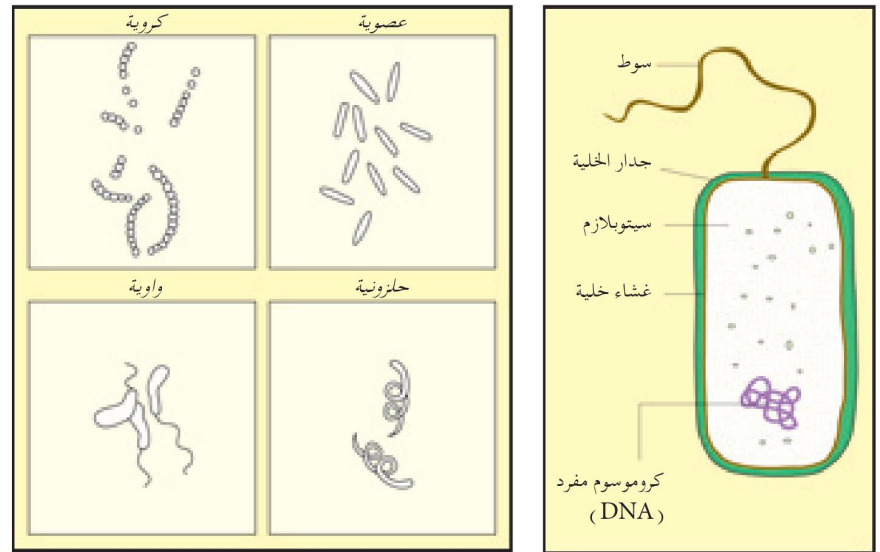 كروية
عصوية
واوية
حلزونية
سوط
جدار الخلية
سيتوبلازم
غشاء خلية
كروموسوم مفرد
(DNA)